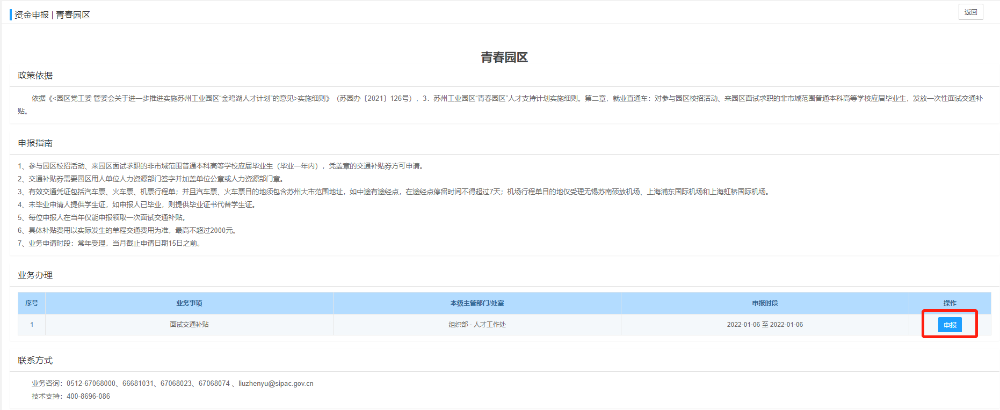 资金申报 | 青春园区
返回
青春园区
政策依据
依据《<园区党工委 管委会关于进一步推进实施苏州工业园区“金鸡湖人才计划”的意见>实施细则》（苏园办〔2021〕126号），3．苏州工业园区“青春园区”人才支持计划实施细则。第二章，就业直通车：对参与园区校招活动、来园区面试求职的非市域范围普通本科高等学校应届毕业生，发放一次性面试交通补
贴。
申报指南
1、参与园区校招活动、来园区面试求职的非市域范围普通本科高等学校应届毕业生（毕业一年内），凭盖章的交通补贴券方可申请。
2、交通补贴券需要园区用人单位人力资源部门签字并加盖单位公章或人力资源部门章。
3、有效交通凭证包括汽车票、火车票、机票行程单；并且汽车票、火车票目的地须包含苏州大市范围地址，如中途有途经点，在途经点停留时间不得超过7天；机场行程单目的地仅受理无锡苏南硕放机场、上海浦东国际机场和上海虹桥国际机场。
4、未毕业申请人提供学生证，如申报人已毕业，则提供毕业证书代替学生证。
5、每位申报人在当年仅能申报领取一次面试交通补贴。
6、具体补贴费用以实际发生的单程交通费用为准，最高不超过2000元。
7、业务申请时段：常年受理，当月截止申请日期15日之前。
业务办理
序号 业务事项 本级主管部门/处室 申报时段 操作
1 面试交通补贴 组织部 - 人才工作处 2022-01-06 至 2022-01-06 申报
联系方式
业务咨询：0512-67068000、66681031、67068023、67068074 、liuzhenyu@sipac.gov.cn
技术支持：400-8696-086